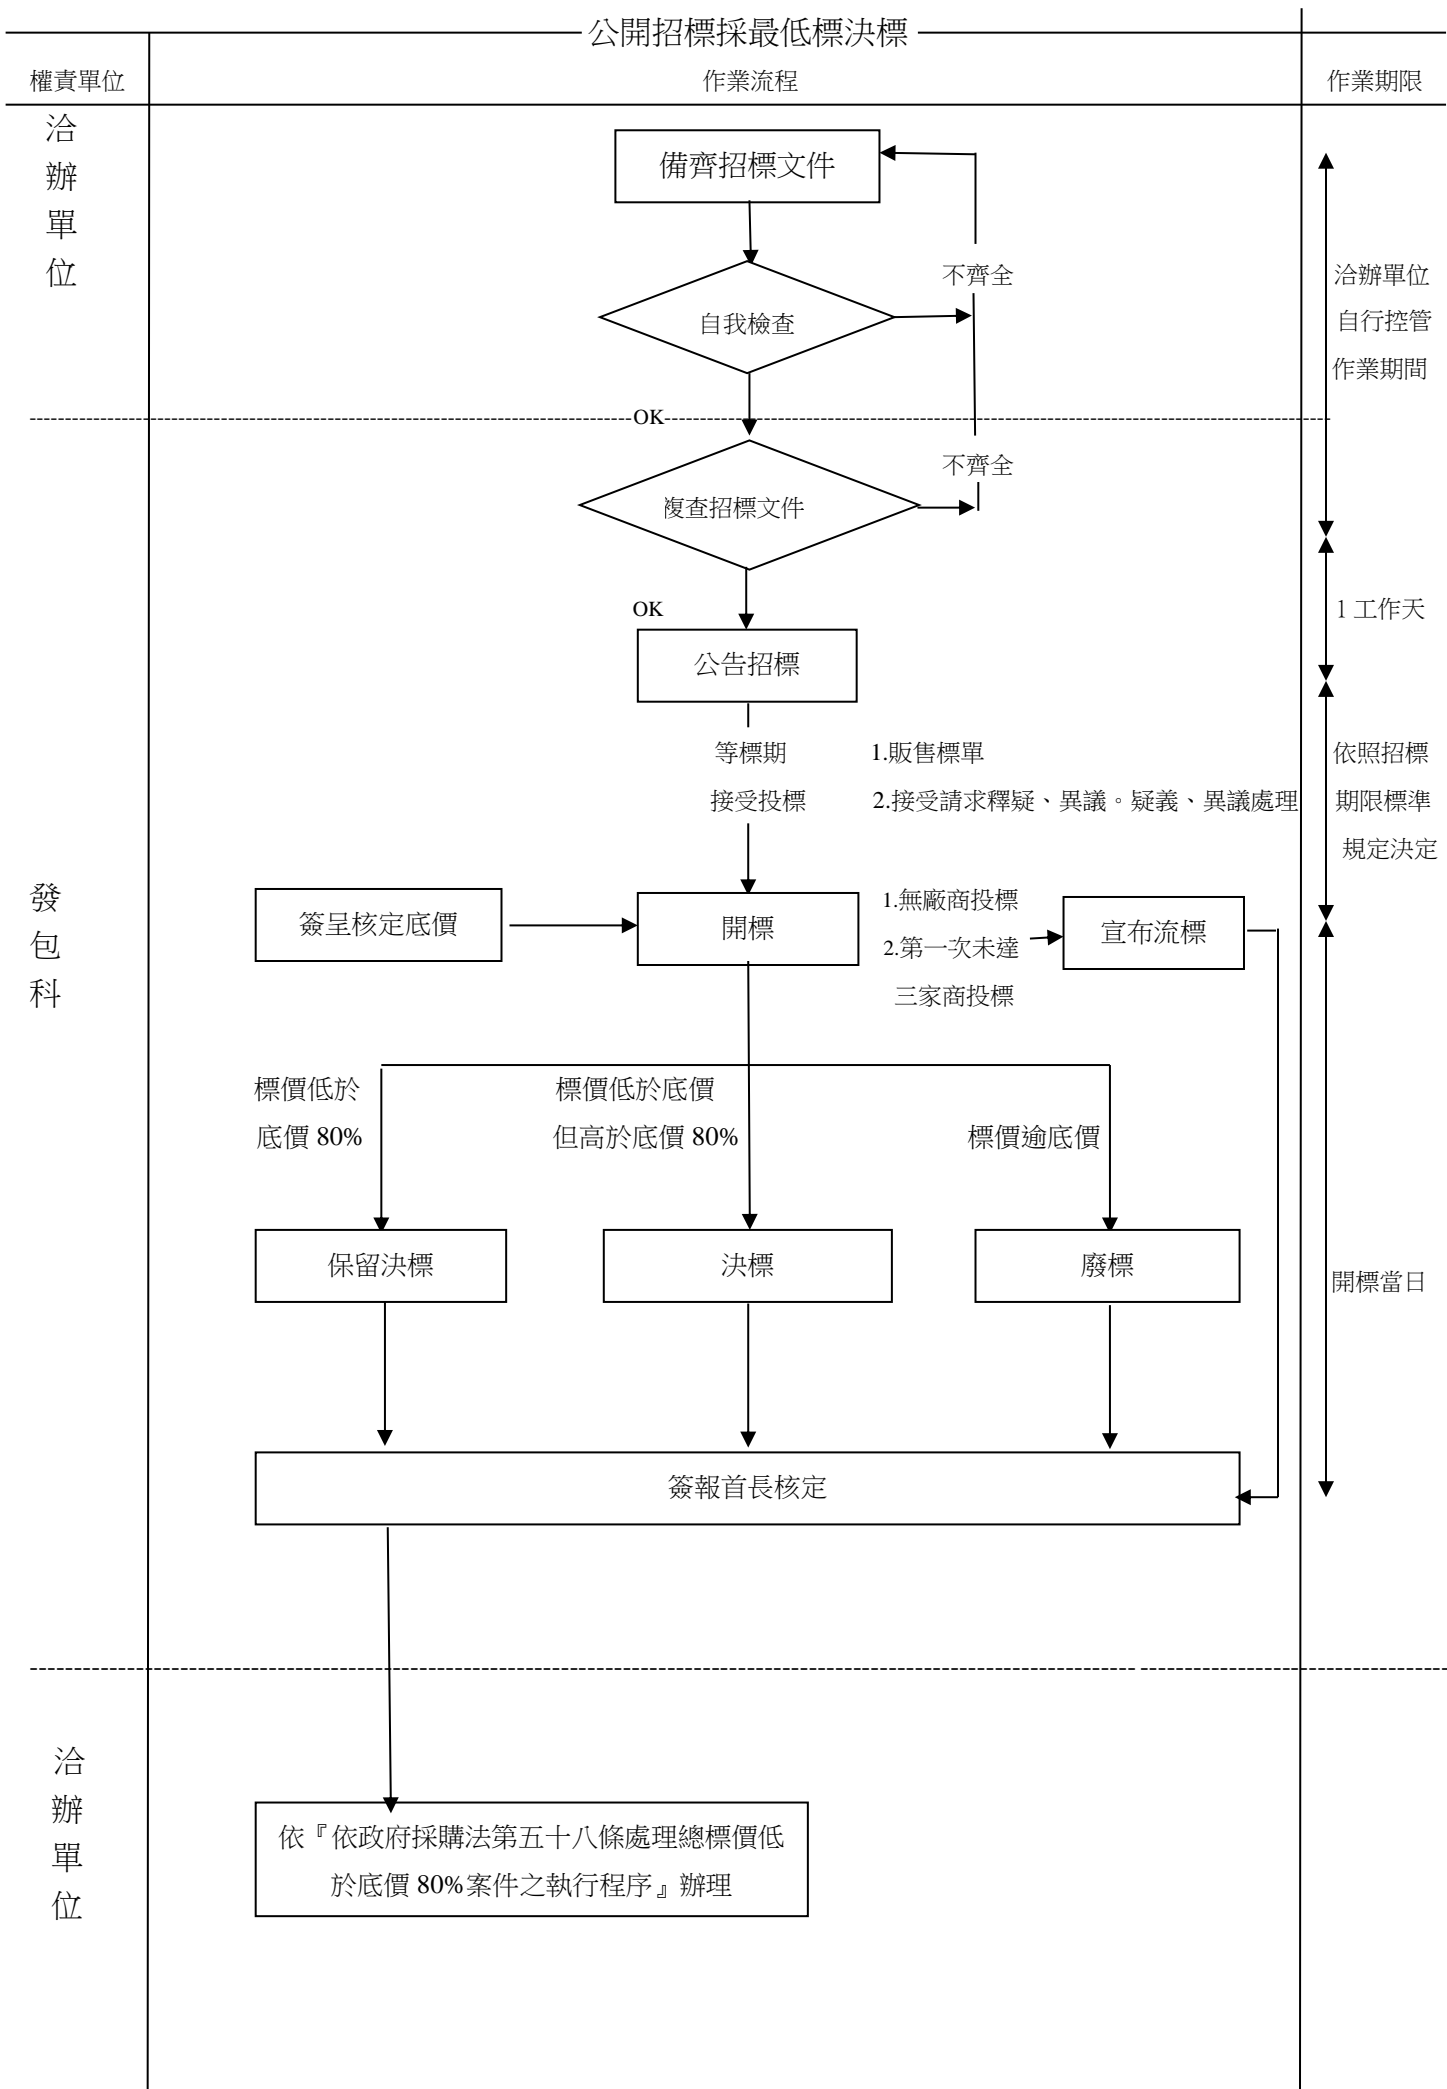 公開招標採最低標決標
權責單位
作業流程
作業期限
洽
辦
單
位
備齊招標文件
不齊全
自我檢查
洽辦單位
自行控管
作業期間
OK
不齊全
複查招標文件
OK
1 工作天
公告招標
等標期
接受投標
1.販售標單
2.接受請求釋疑、異議。疑義、異議處理
依照招標
期限標準
規定決定
發
包
科
簽呈核定底價
開標
1.無廠商投標
2.第一次未達
三家商投標
宣布流標
標價低於
底價 80%
標價低於底價
但高於底價 80%
標價逾底價
保留決標
決標
廢標
開標當日
簽報首長核定
洽
辦
單
位
依『依政府採購法第五十八條處理總標價低
於底價 80%案件之執行程序』辦理